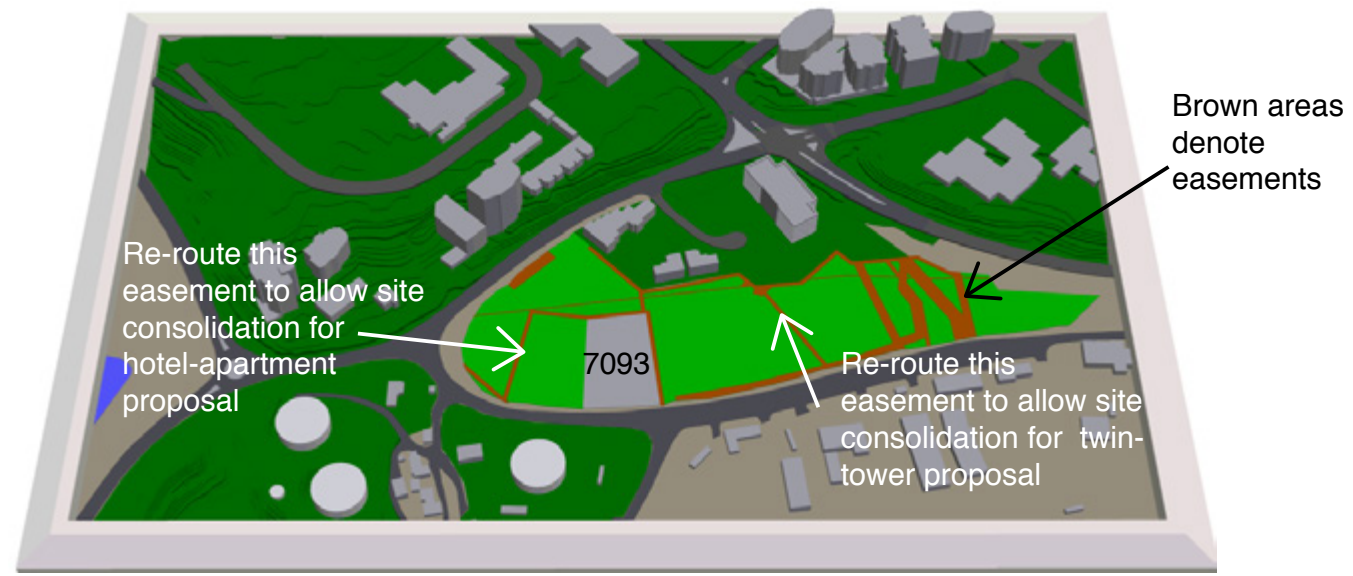 Brown areas
denote
easements
Re-route this
easement to allow site
consolidation for
hotel-apartment
proposal
7093
Re-route this
easement to allow site
consolidation for twin-
tower proposal